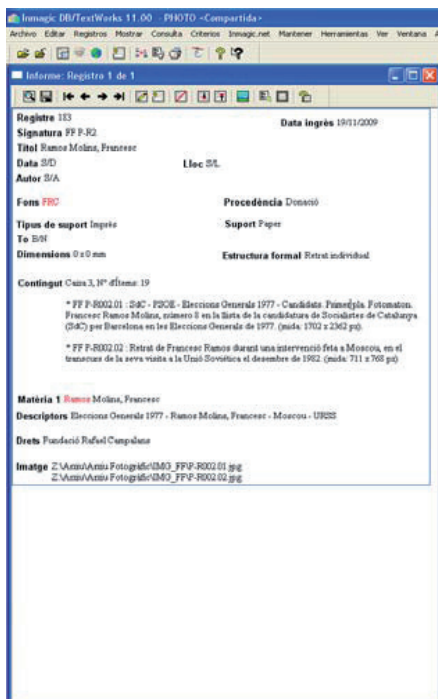 Inmagic DB/TextWorks 11.00 - PHOTO <Compartida>
Archivo Editar Registros Mostrar Consulta Criterios Inmagic.net Mantener Herramientas Ver Ventana
Informe: Registro 1 de 1
Registre 183
Data ingrès 19/11/2009
Signatura FF P-R2
Títol Ramos Molins, Francesc
Data S/D Lloc S/L
Autor S/A
Fons FRC Procedència Donació
Tipus de suport Imprès Suport Paper
To B/N
Dimensions 0 x 0 mm Estructura formal Retrat individual
Contingut Caixa 3, Nº d'Ítems: 19
* FF P-R002.01 : SdC - PSOE - Eleccions Generals 1977 - Candidats. Primer pla. Fotomaton.
Francesc Ramos Molins, número 8 en la llista de la candidatura de Socialistes de Catalunya
(SdC) per Barcelona en les Eleccions Generals de 1977. (mida: 1702 x 2362 px).
* FF P-R002.02 : Retrat de Francesc Ramos durant una intervenció feta a Moscou, en el
transcurs de la seva visita a la Unió Soviètica el desembre de 1982. (mida: 711 x 768 px)
Matèria 1 Ramos Molins, Francesc
Descriptors Eleccions Generals 1977 - Ramos Molins, Francesc - Moscou - URSS
Drets Fundació Rafael Campalans
Imatge Z:\Arxiu\Arxiu Fotogràfic\IMG_FF\P-R002.01.jpg
Z:\Arxiu\Arxiu Fotogràfic\IMG_FF\P-R002.02.jpg